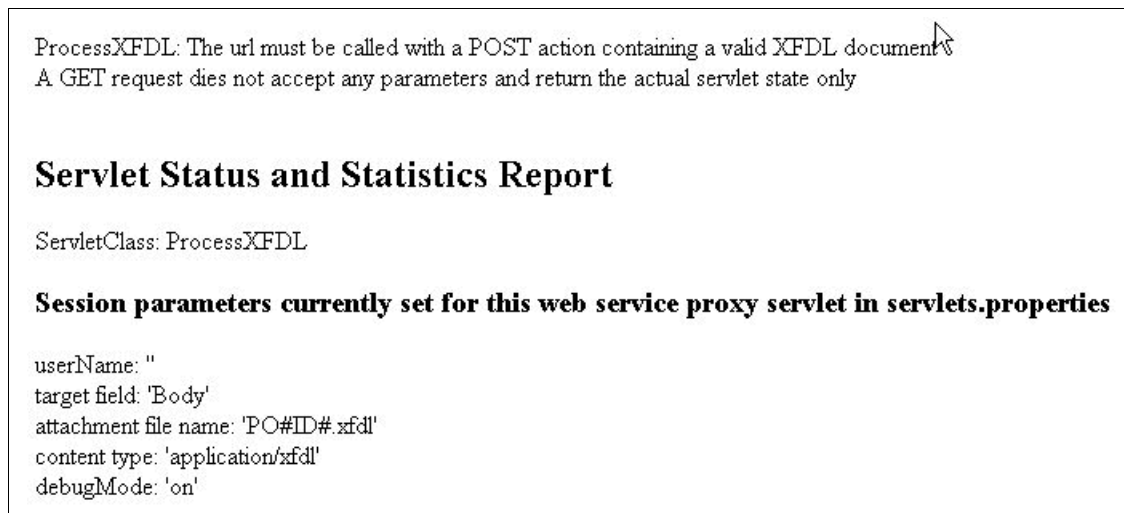 ProcessXFDL: The url must be called with a POST action containing a valid XFDL document
A GET request dies not accept any parameters and return the actual servlet state only
Servlet Status and Statistics Report
ServletClass: ProcessXFDL
Session parameters currently set for this web service proxy servlet in servlets.properties
userName: ''
target field: 'Body'
attachment file name: 'PO#ID#.xfdl'
content type: 'application/xfdl'
debugMode: 'on'